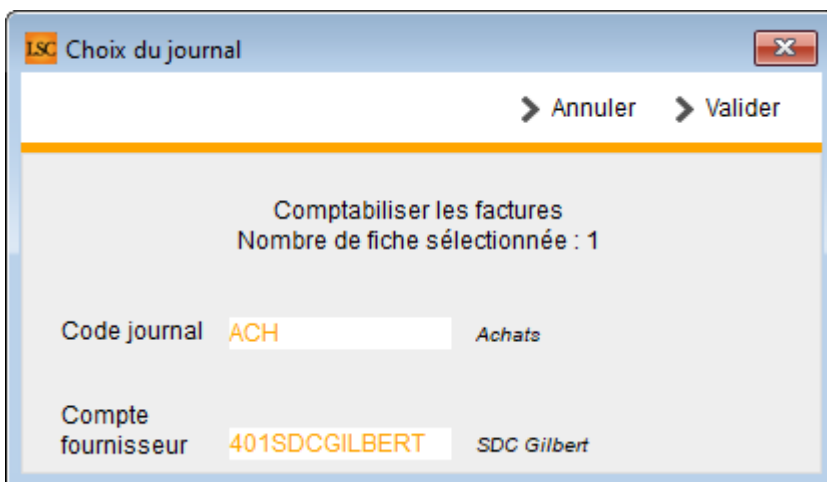 LSC Choix du journal
Annuler Valider
Comptabiliser les factures
Nombre de fiche sélectionnée : 1
Code journal ACH Achats
Compte
fournisseur 401SDCGILBERT SDC Gilbert